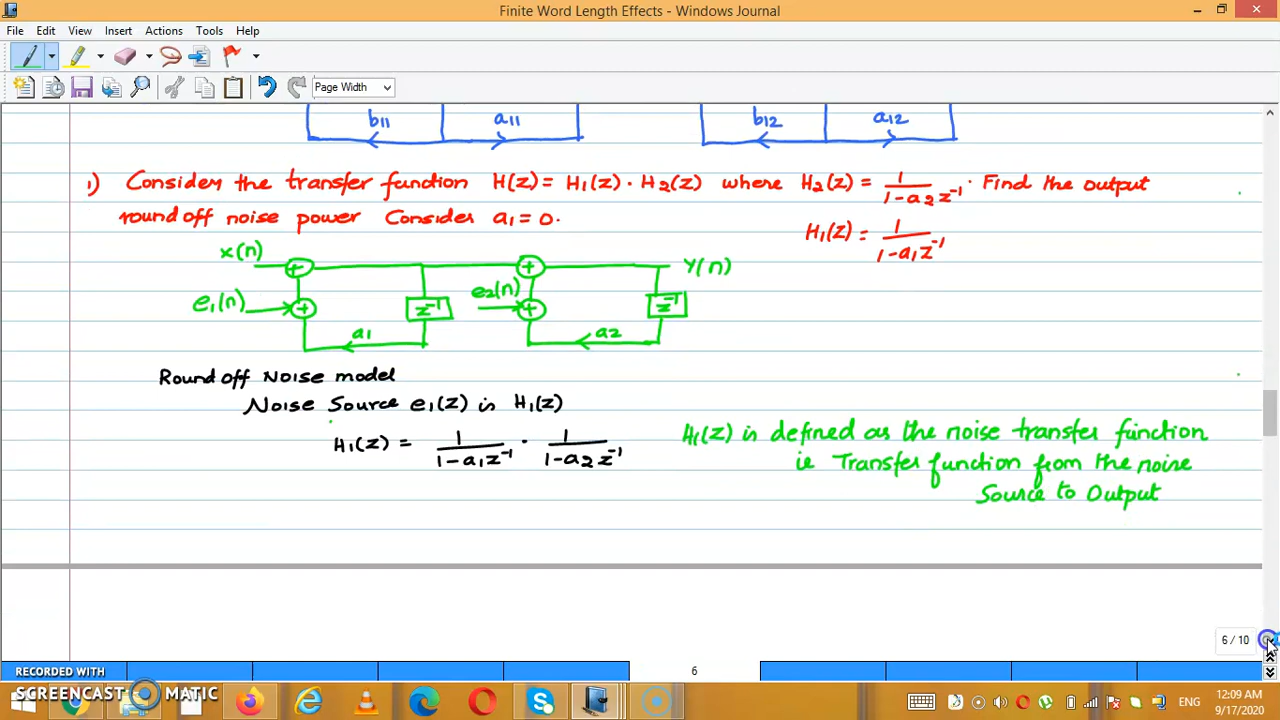 Finite Word Length Effects - Windows Journal
File Edit View Insert Actions Tools Help
Page Width
b11 a11 b12 a12
1) Consider the transfer function H(z) = H1(z) · H2(z) where H2(z) = 1/1-a2z⁻¹ · Find the output
round off noise power Consider a1 = 0.
H1(z) = 1/1-a1z⁻¹
x(n) + + Y(n)
e1(n) + z⁻¹ e2(n) + z⁻¹
a1 a2
Round off Noise model
Noise Source e1(z) is H1(z)
H1(z) = 1/1-a1z⁻¹ · 1/1-a2z⁻¹
H1(z) is defined as the noise transfer function
ie Transfer function from the noise
Source to Output
6 / 10
6
RECORDED WITH
SCREENCAST MATIC
ENG
12:09 AM
9/17/2020